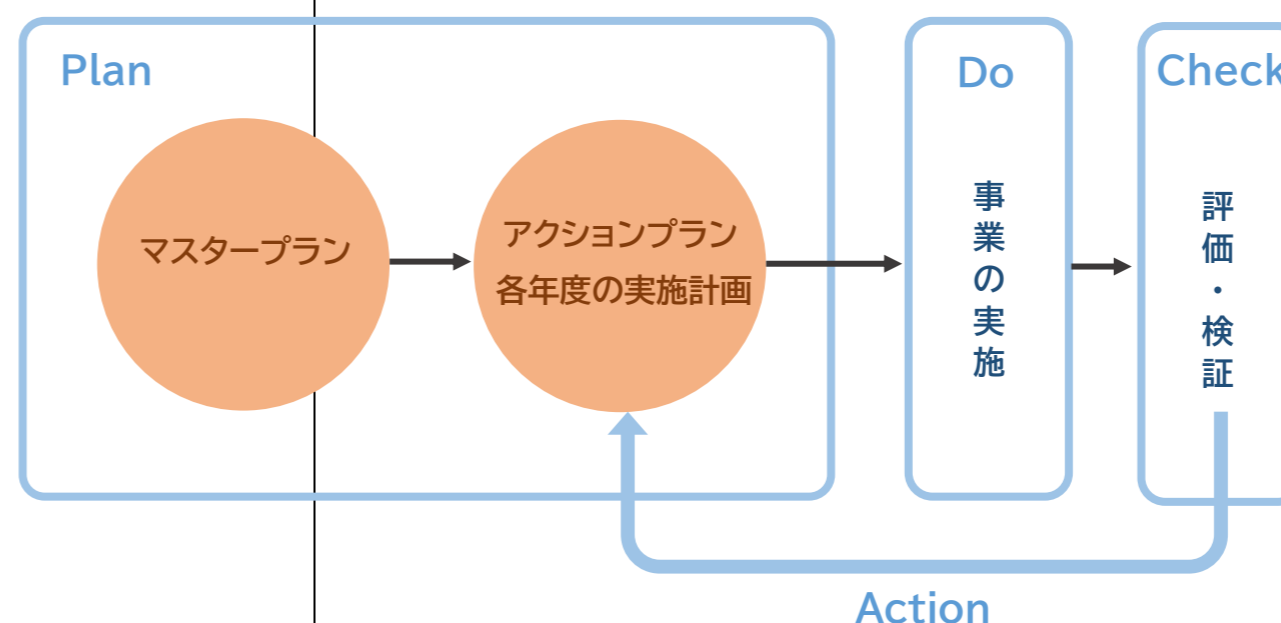 Plan
マスタープラン
アクションプラン
各年度の実施計画
Do
事業の実施
Check
評価・検証
Action